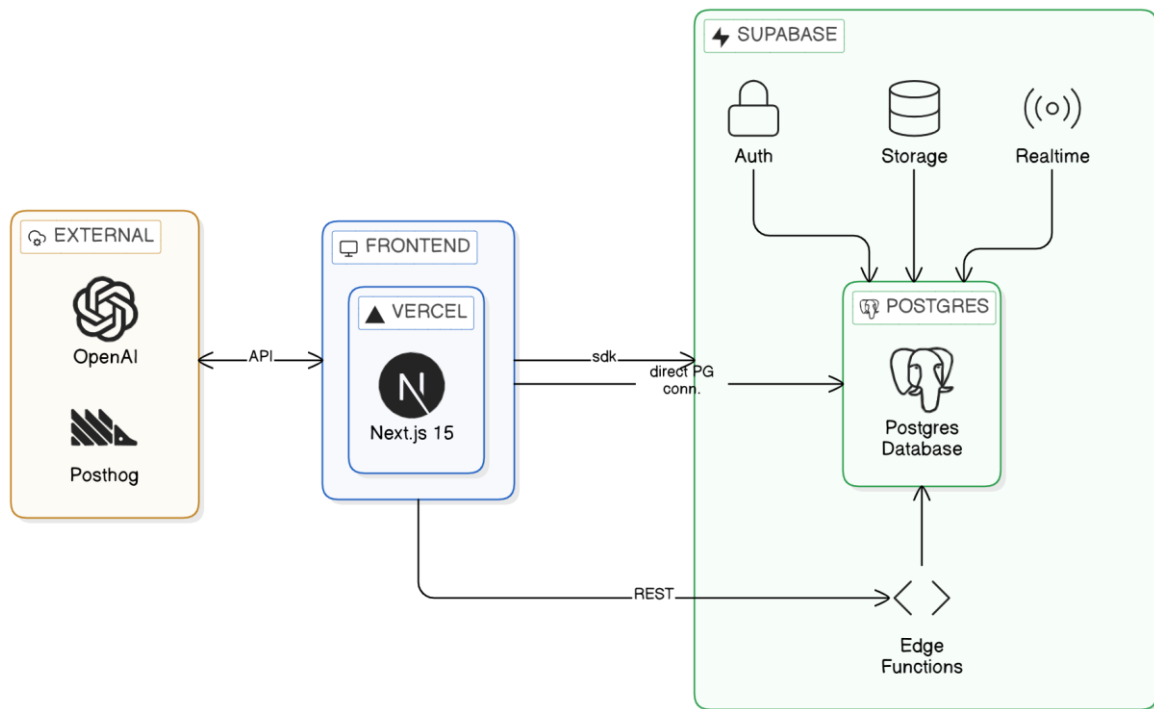 SUPABASE
Auth
Storage
Realtime
EXTERNAL
OpenAI
Posthog
API
FRONTEND
VERCEL
Next.js 15
sdk
direct PG
conn.
POSTGRES
Postgres
Database
REST
Edge
Functions